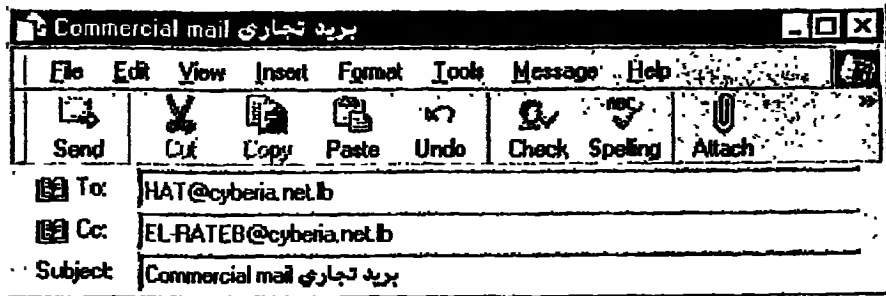 Commercial mail بريد تجاري
File Edit View Insert Format Tools Message Help
Send Cut Copy Paste Undo Check Spelling Attach
To: HAT@cyberia.net.lb
Cc: EL-RATEB@cyberia.net.lb
Subject: Commercial mail بريد تجاري